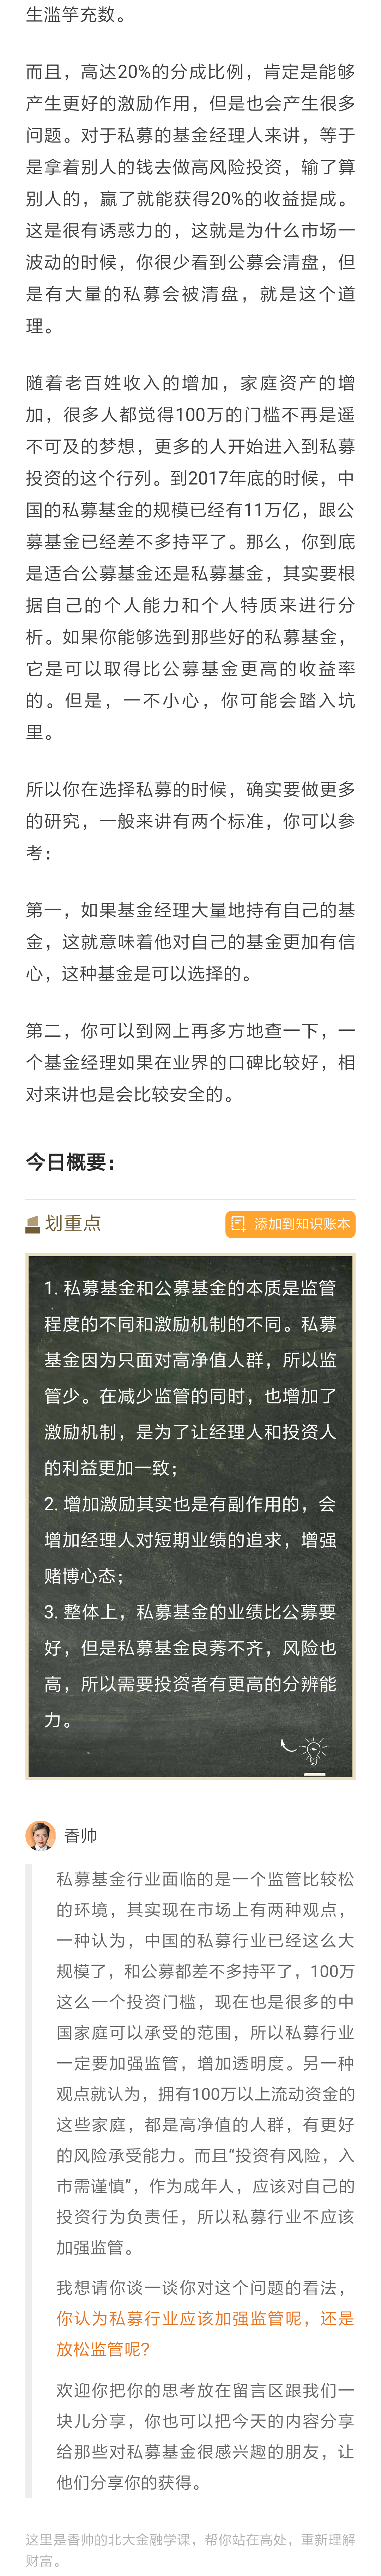 生滥竽充数。
而且，高达20%的分成比例，肯定是能够
产生更好的激励作用，但是也会产生很多
问题。对于私募的基金经理人来讲，等于
是拿着别人的钱去做高风险投资，输了算
别人的，赢了就能获得20%的收益提成。
这是很有诱惑力的，这就是为什么市场一
波动的时候，你很少看到公募会清盘，但
是有大量的私募会被清盘，就是这个道
理。
随着老百姓收入的增加，家庭资产的增
加，很多人都觉得100万的门槛不再是遥
不可及的梦想，更多的人开始进入到私募
投资的这个行列。到2017年底的时候，中
国的私募基金的规模已经有11万亿，跟公
募基金已经差不多持平了。那么，你到底
是适合公募基金还是私募基金，其实要根
据自己的个人能力和个人特质来进行分
析。如果你能够选到那些好的私募基金，
它是可以取得比公募基金更高的收益率
的。但是，一不小心，你可能会踏入坑
里。
所以你在选择私募的时候，确实要做更多
的研究，一般来讲有两个标准，你可以参
考：
第一，如果基金经理大量地持有自己的基
金，这就意味着他对自己的基金更加有信
心，这种基金是可以选择的。
第二，你可以到网上再多方地查一下，一
个基金经理如果在业界的口碑比较好，相
对来讲也是会比较安全的。
今日概要：
划重点
添加到知识账本
1. 私募基金和公募基金的本质是监管
程度的不同和激励机制的不同。私募
基金因为只面对高净值人群，所以监
管少。在减少监管的同时，也增加了
激励机制，是为了让经理人和投资人
的利益更加一致；
2. 增加激励其实也是有副作用的，会
增加经理人对短期业绩的追求，增强
赌博心态；
3. 整体上，私募基金的业绩比公募要
好，但是私募基金良莠不齐，风险也
高，所以需要投资者有更高的分辨能
力。
香帅
私募基金行业面临的是一个监管比较松
的环境，其实现在市场上有两种观点，
一种认为，中国的私募行业已经这么大
规模了，和公募都差不多持平了，100万
这么一个投资门槛，现在也是很多的中
国家庭可以承受的范围，所以私募行业
一定要加强监管，增加透明度。另一种
观点就认为，拥有100万以上流动资金的
这些家庭，都是高净值的人群，有更好
的风险承受能力。而且“投资有风险，入
市需谨慎”，作为成年人，应该对自己的
投资行为负责任，所以私募行业不应该
加强监管。
我想请你谈一谈你对这个问题的看法，
你认为私募行业应该加强监管呢，还是
放松监管呢？
欢迎你把你的思考放在留言区跟我们一
块儿分享，你也可以把今天的内容分享
给那些对私募基金很感兴趣的朋友，让
他们分享你的获得。
这里是香帅的北大金融学课，帮你站在高处，重新理解
财富。